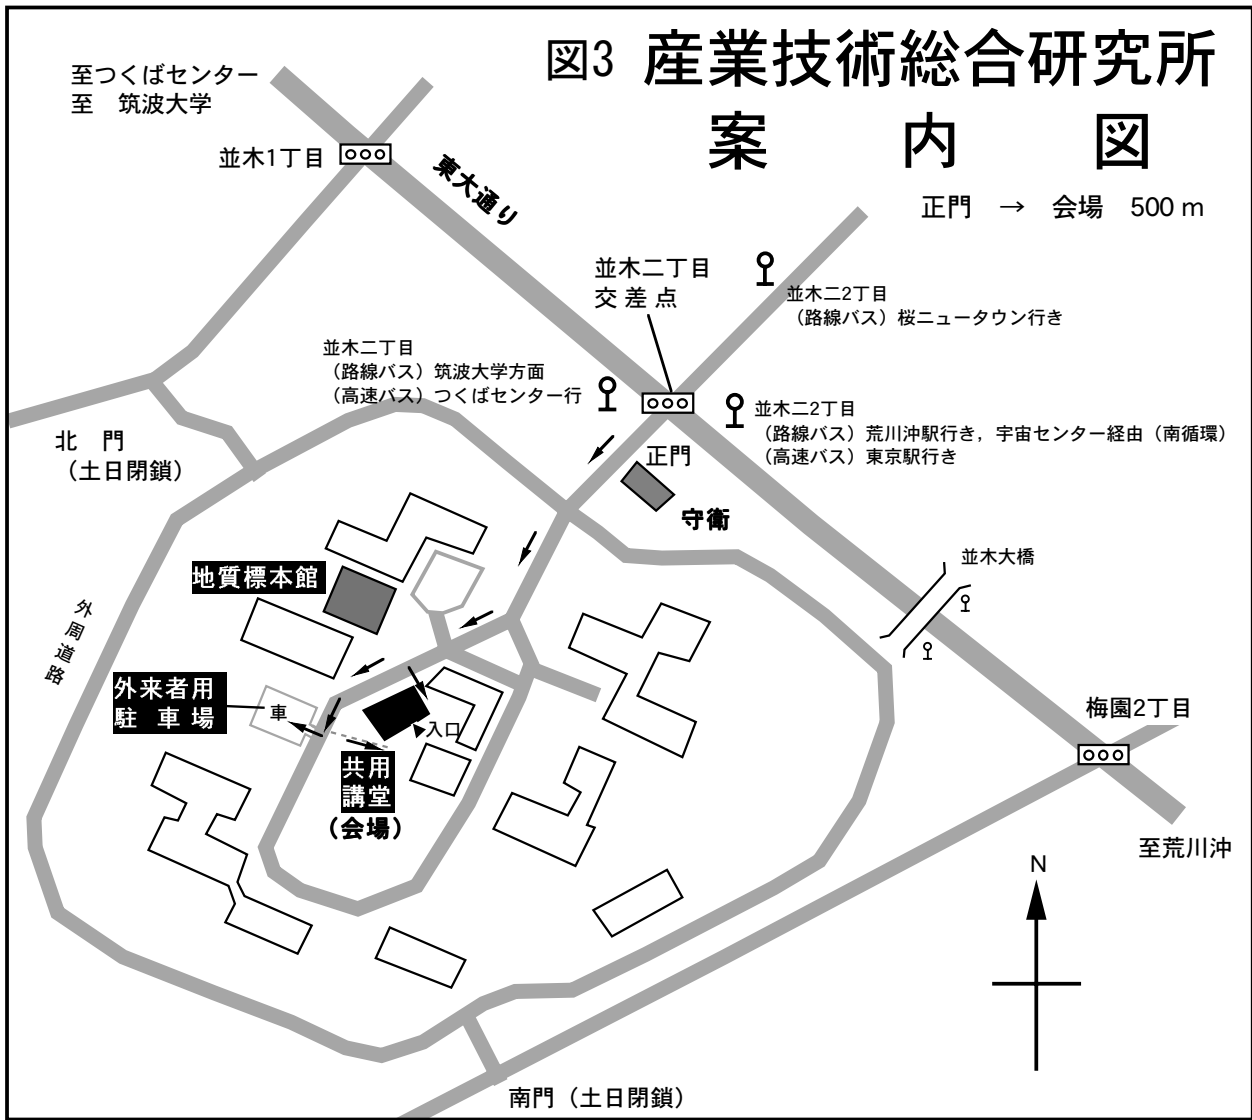 図3 産業技術総合研究所
案 内 図
正門 → 会場 500 m
至つくばセンター
至 筑波大学
並木1丁目
東大通り
並木二丁目
交差点
並木二2丁目
（路線バス）桜ニュータウン行き
並木二丁目
（路線バス）筑波大学方面
（高速バス）つくばセンター行
並木二2丁目
（路線バス）荒川沖駅行き，宇宙センター経由（南循環）
（高速バス）東京駅行き
北 門
（土日閉鎖）
正門
守衛
並木大橋
地質標本館
外周道路
外来者用
駐 車 場
車
入口
共用
講堂
（会場）
梅園2丁目
至荒川沖
N
南門（土日閉鎖）